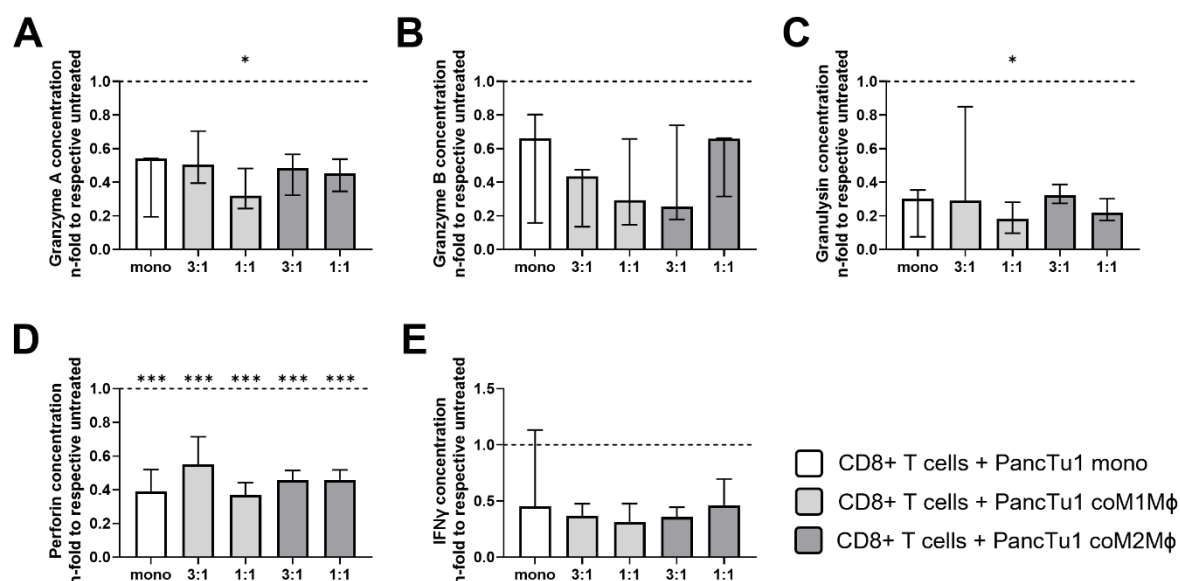 A
Granzyme A concentration
n-fold to respective untreated
*
1.0
0.8
0.6
0.4
0.2
0.0
mono 3:1 1:1 3:1 1:1
B
Granzyme B concentration
n-fold to respective untreated
1.0
0.8
0.6
0.4
0.2
0.0
mono 3:1 1:1 3:1 1:1
C
Granulysin concentration
n-fold to respective untreated
*
1.0
0.8
0.6
0.4
0.2
0.0
mono 3:1 1:1 3:1 1:1
D
Perforin concentration
n-fold to respective untreated
*** *** *** *** ***
1.0
0.8
0.6
0.4
0.2
0.0
mono 3:1 1:1 3:1 1:1
E
IFNγ concentration
n-fold to respective untreated
1.5
1.0
0.5
0.0
mono 3:1 1:1 3:1 1:1
CD8+ T cells + PancTu1 mono
CD8+ T cells + PancTu1 coM1Mϕ
CD8+ T cells + PancTu1 coM2Mϕ